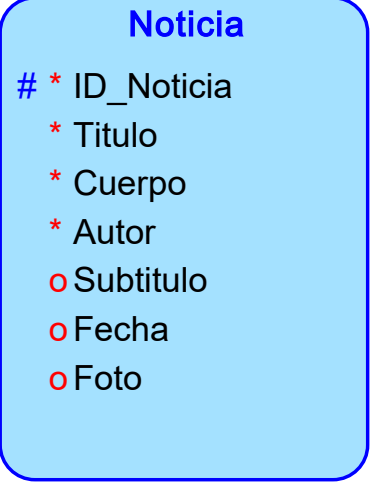 Noticia
# * ID_Noticia
* Titulo
* Cuerpo
* Autor
o Subtitulo
o Fecha
o Foto